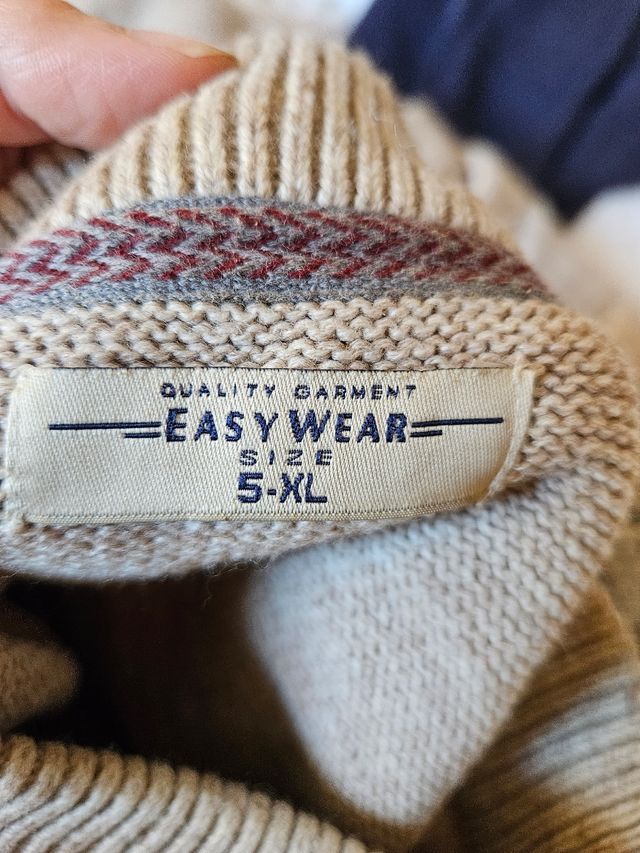 QUALITY GARMENT
EASY WEAR
SIZE
5-XL